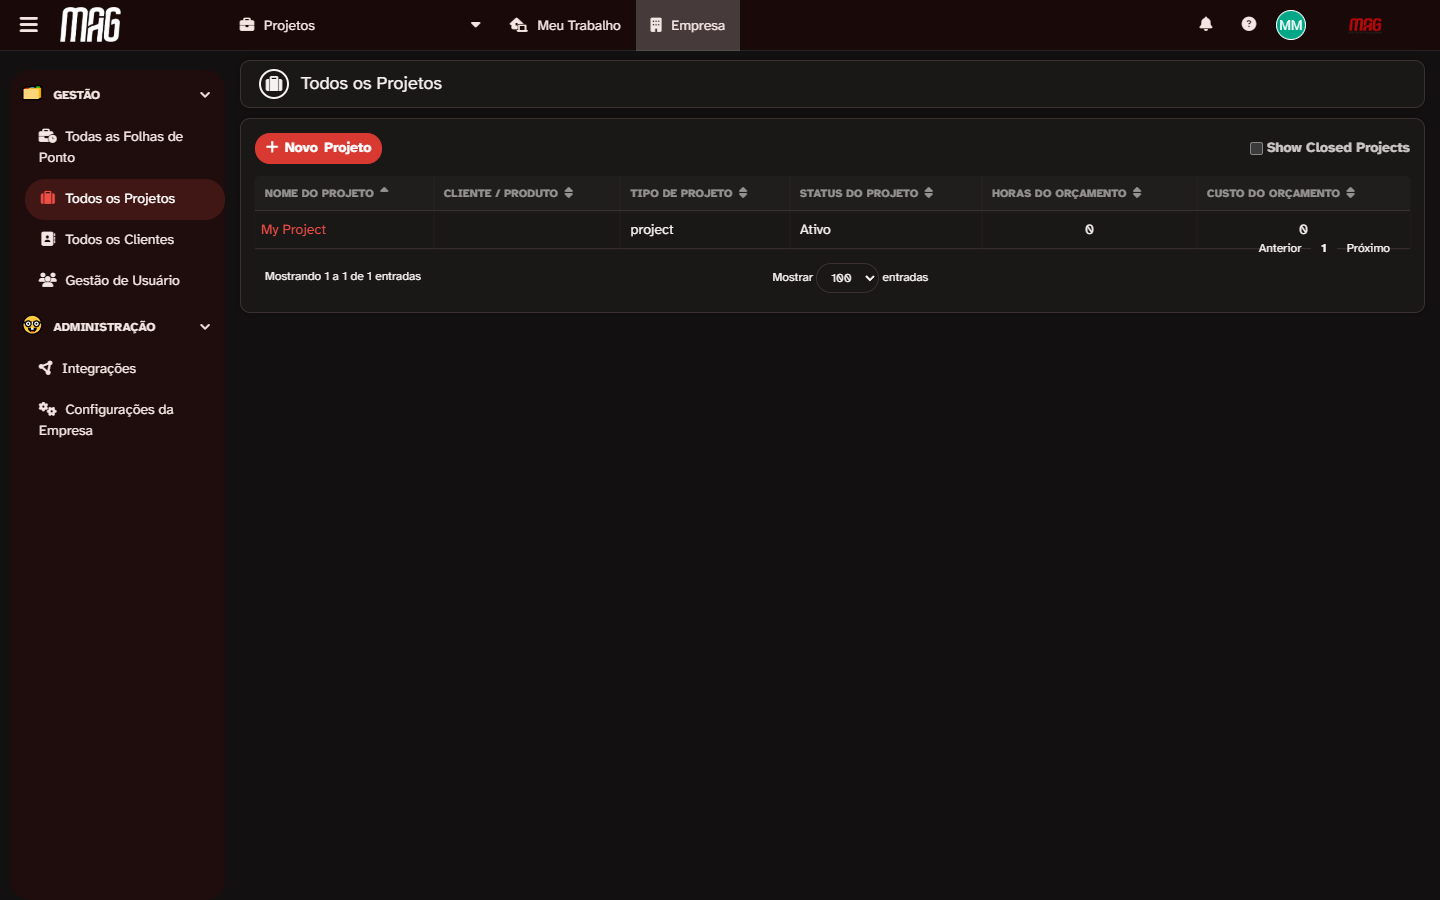 MAG
Projetos
Meu Trabalho
Empresa
MM
MAG
GESTÃO
Todas as Folhas de
Ponto
Todos os Projetos
Todos os Clientes
Gestão de Usuário
ADMINISTRAÇÃO
Integrações
Configurações da
Empresa
Todos os Projetos
+ Novo Projeto
Show Closed Projects
NOME DO PROJETO CLIENTE / PRODUTO TIPO DE PROJETO STATUS DO PROJETO HORAS DO ORÇAMENTO CUSTO DO ORÇAMENTO
My Project project Ativo 0 0
Anterior 1 Próximo
Mostrando 1 a 1 de 1 entradas
Mostrar 100 entradas